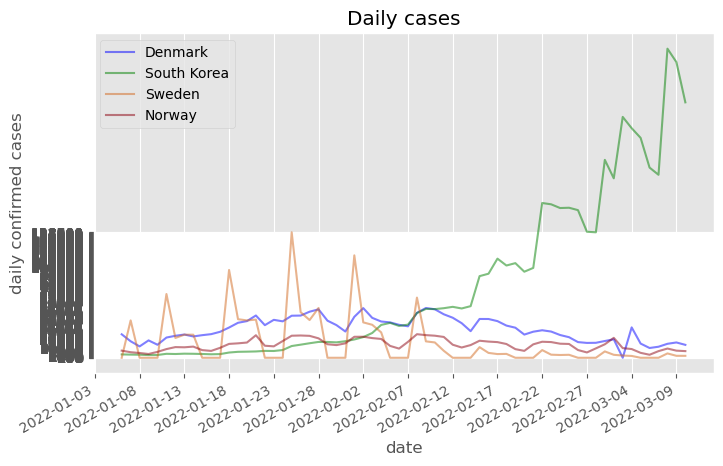 Daily cases
Denmark
South Korea
Sweden
Norway
daily confirmed cases
2022-01-03
2022-01-08
2022-01-13
2022-01-18
2022-01-23
2022-01-28
2022-02-02
2022-02-07
2022-02-12
2022-02-17
2022-02-22
2022-02-27
2022-03-04
2022-03-09
date